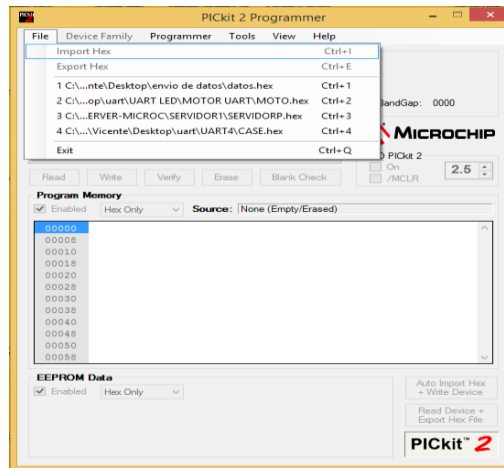 PICkit 2 Programmer
File Device Family Programmer Tools View Help
Import Hex Ctrl+I
Export Hex Ctrl+E
1 C:\...nte\Desktop\envio de datos\datos.hex Ctrl+1
2 C:\...op\uart\UART LED\MOTOR UART\MOTO.hex Ctrl+2
3 C:\...ERVER-MICROC\SERVIDOR1\SERVIDORP.hex Ctrl+3
4 C:\...\Vicente\Desktop\uart\UART4\CASE.hex Ctrl+4
Exit Ctrl+Q
BandGap: 0000
MICROCHIP
PICkit 2
On
/MCLR
2.5
Read Write Verify Erase Blank Check
Program Memory
Enabled Hex Only Source: None (Empty/Erased)
00000
00008
00010
00018
00020
00028
00030
00038
00040
00048
00050
00058
EEPROM Data
Enabled Hex Only
Auto Import Hex
+ Write Device
Read Device +
Export Hex File
PICkit™ 2